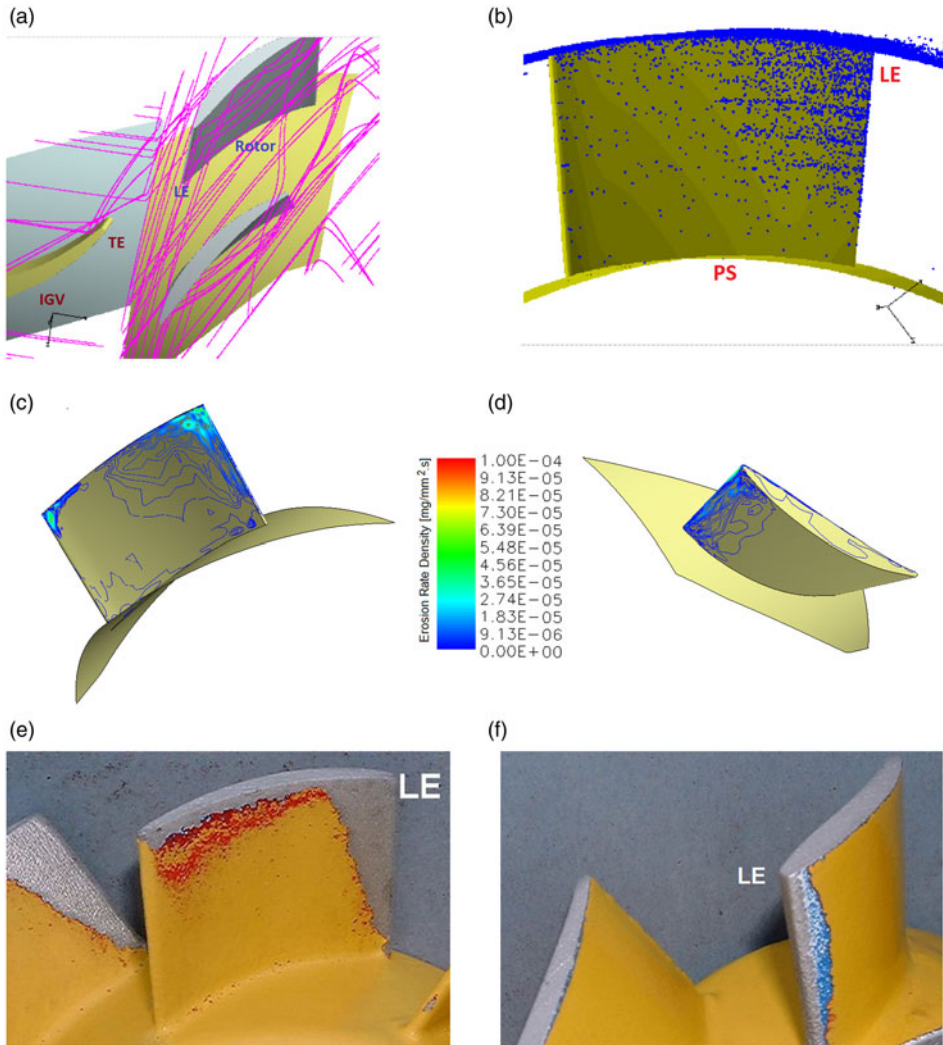 (a)
(b)
Rotor
LE
TE
IGV
LE
PS
(c)
(d)
Erosion Rate Density [mg/mm².s]
1.00E-04
9.13E-05
8.21E-05
7.30E-05
6.39E-05
5.48E-05
4.56E-05
3.65E-05
2.74E-05
1.83E-05
9.13E-06
0.00E+00
(e)
(f)
LE
LE